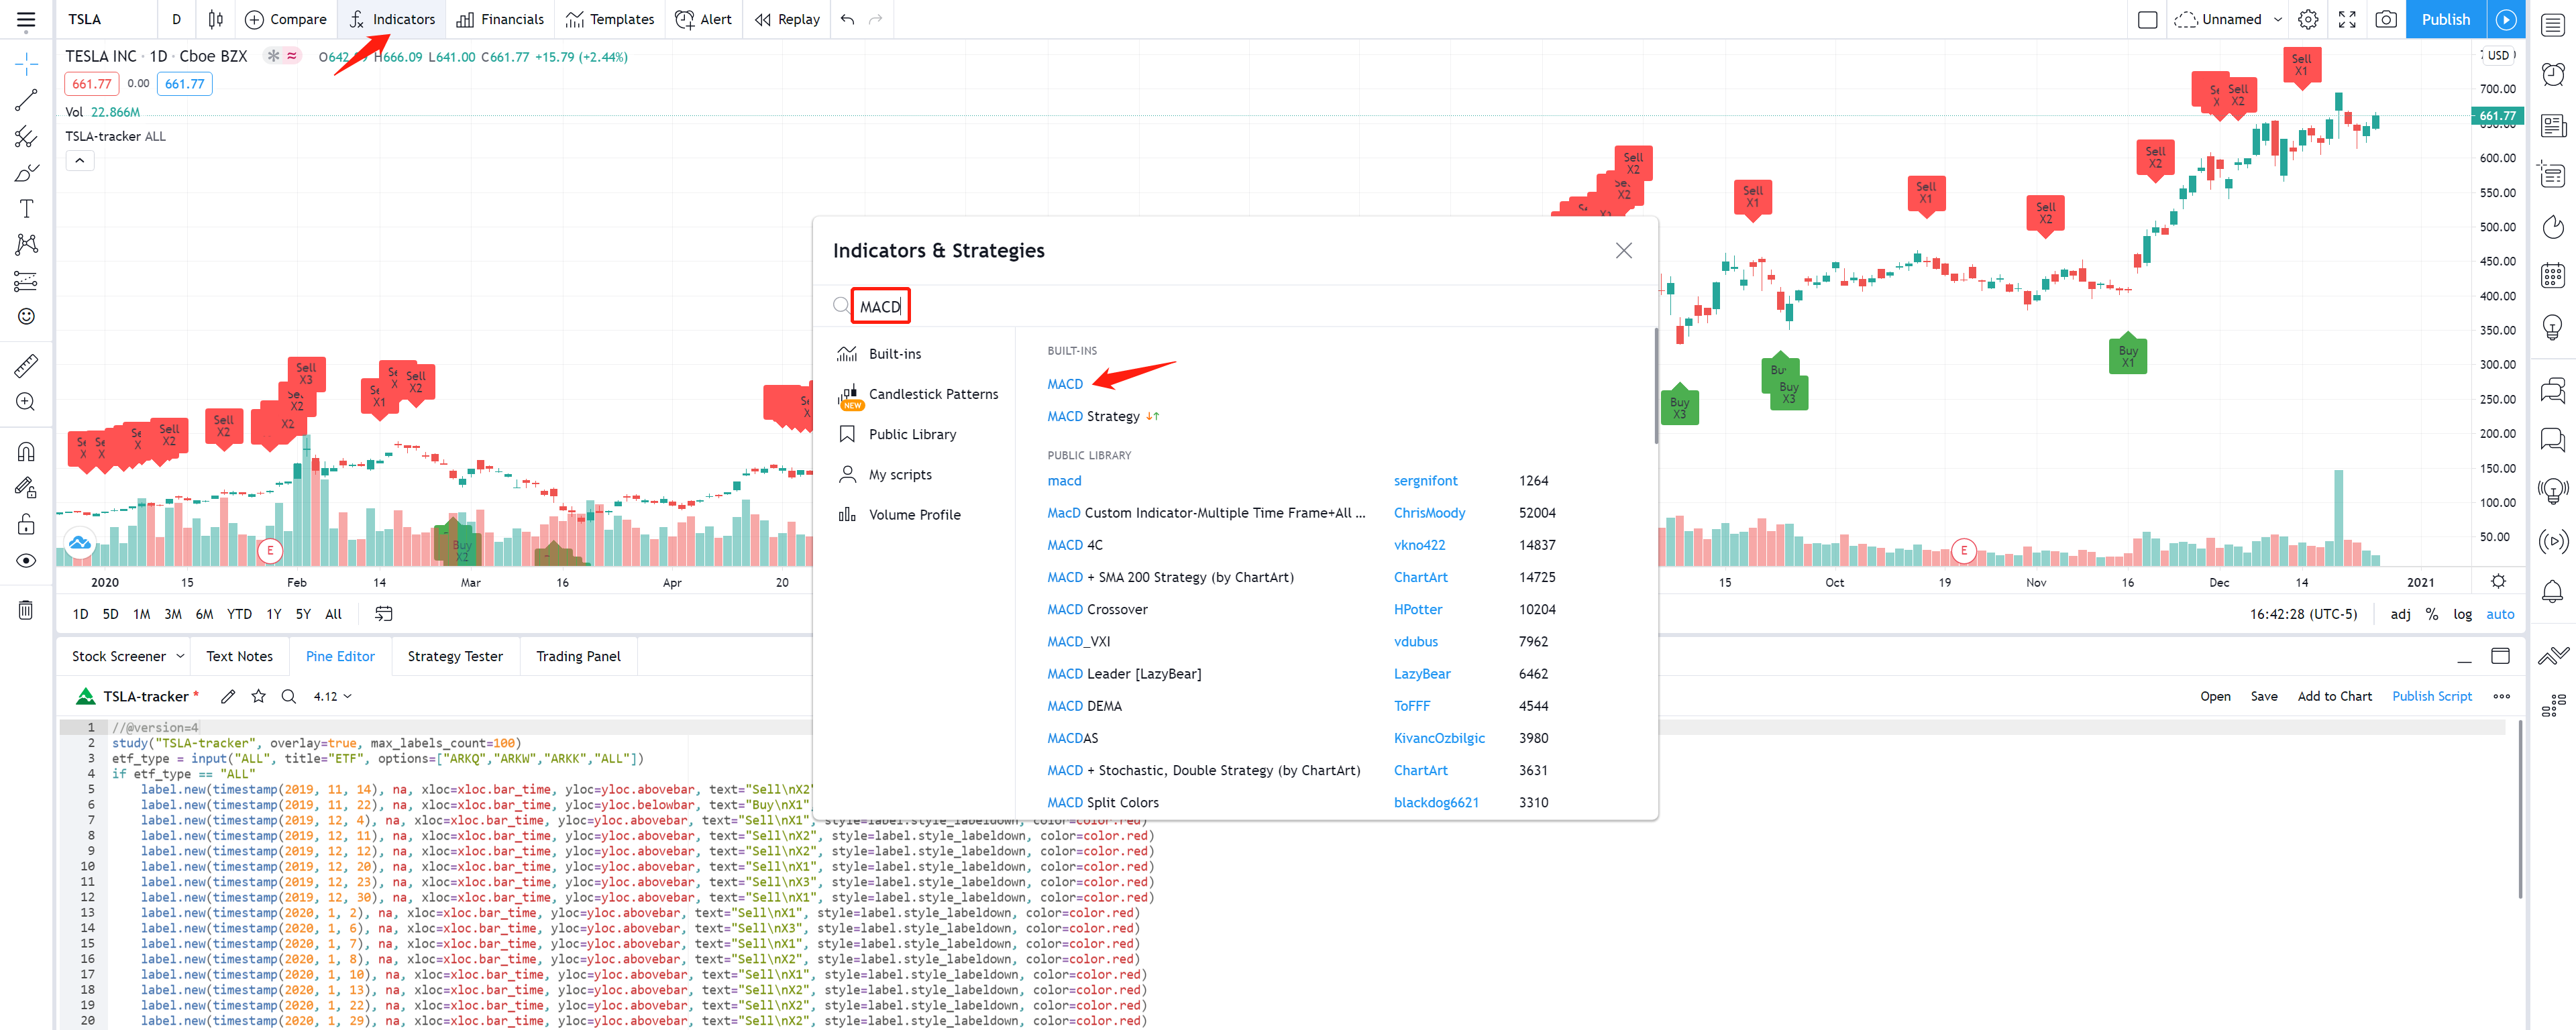 TSLA D Compare Indicators Financials Templates Alert Replay Unnamed Publish
TESLA INC · 1D · Cboe BZX H666.09 L641.00 C661.77 +15.79 (+2.44%)
661.77 0.00 661.77
Vol 22.866M
TSLA-tracker ALL
USD
700.00
661.77
600.00
550.00
500.00
450.00
400.00
350.00
300.00
250.00
200.00
150.00
100.00
50.00
Sell X1
Sell X2
Sell X2
Sell X2
Sell X1
Sell X1
Sell X2
Buy X1
Buy X3
Buy X3
Sell X3
Sell X2
Sell X2
Sell X2
Buy X2
E
E
Indicators & Strategies
MACD
Built-ins
Candlestick Patterns
NEW
Public Library
My scripts
Volume Profile
BUILT-INS
MACD
MACD Strategy
PUBLIC LIBRARY
macd sergnifont 1264
MacD Custom Indicator-Multiple Time Frame+All ... ChrisMoody 52004
MACD 4C vkno422 14837
MACD + SMA 200 Strategy (by ChartArt) ChartArt 14725
MACD Crossover HPotter 10204
MACD_VXI vdubus 7962
MACD Leader [LazyBear] LazyBear 6462
MACD DEMA ToFFF 4544
MACDAS KivancOzbilgic 3980
MACD + Stochastic, Double Strategy (by ChartArt) ChartArt 3631
MACD Split Colors blackdog6621 3310
2020 15 Feb 14 Mar 16 Apr 20 15 Oct 19 Nov 16 Dec 14 2021
1D 5D 1M 3M 6M YTD 1Y 5Y All 16:42:28 (UTC-5) adj % log auto
Stock Screener Text Notes Pine Editor Strategy Tester Trading Panel
TSLA-tracker * 4.12 Open Save Add to Chart Publish Script
1 //@version=4
2 study("TSLA-tracker", overlay=true, max_labels_count=100)
3 etf_type = input("ALL", title="ETF", options=["ARKQ","ARKW","ARKK","ALL"])
4 if etf_type == "ALL"
5 label.new(timestamp(2019, 11, 14), na, xloc=xloc.bar_time, yloc=yloc.abovebar, text="Sell\nX2"
6 label.new(timestamp(2019, 11, 22), na, xloc=xloc.bar_time, yloc=yloc.belowbar, text="Buy\nX1",
7 label.new(timestamp(2019, 12, 4), na, xloc=xloc.bar_time, yloc=yloc.abovebar, text="Sell\nX1", style=label.style_labeldown, color=color.red)
8 label.new(timestamp(2019, 12, 11), na, xloc=xloc.bar_time, yloc=yloc.abovebar, text="Sell\nX2", style=label.style_labeldown, color=color.red)
9 label.new(timestamp(2019, 12, 12), na, xloc=xloc.bar_time, yloc=yloc.abovebar, text="Sell\nX2", style=label.style_labeldown, color=color.red)
10 label.new(timestamp(2019, 12, 20), na, xloc=xloc.bar_time, yloc=yloc.abovebar, text="Sell\nX1", style=label.style_labeldown, color=color.red)
11 label.new(timestamp(2019, 12, 23), na, xloc=xloc.bar_time, yloc=yloc.abovebar, text="Sell\nX3", style=label.style_labeldown, color=color.red)
12 label.new(timestamp(2019, 12, 30), na, xloc=xloc.bar_time, yloc=yloc.abovebar, text="Sell\nX1", style=label.style_labeldown, color=color.red)
13 label.new(timestamp(2020, 1, 2), na, xloc=xloc.bar_time, yloc=yloc.abovebar, text="Sell\nX1", style=label.style_labeldown, color=color.red)
14 label.new(timestamp(2020, 1, 6), na, xloc=xloc.bar_time, yloc=yloc.abovebar, text="Sell\nX3", style=label.style_labeldown, color=color.red)
15 label.new(timestamp(2020, 1, 7), na, xloc=xloc.bar_time, yloc=yloc.abovebar, text="Sell\nX1", style=label.style_labeldown, color=color.red)
16 label.new(timestamp(2020, 1, 8), na, xloc=xloc.bar_time, yloc=yloc.abovebar, text="Sell\nX2", style=label.style_labeldown, color=color.red)
17 label.new(timestamp(2020, 1, 10), na, xloc=xloc.bar_time, yloc=yloc.abovebar, text="Sell\nX1", style=label.style_labeldown, color=color.red)
18 label.new(timestamp(2020, 1, 13), na, xloc=xloc.bar_time, yloc=yloc.abovebar, text="Sell\nX2", style=label.style_labeldown, color=color.red)
19 label.new(timestamp(2020, 1, 22), na, xloc=xloc.bar_time, yloc=yloc.abovebar, text="Sell\nX2", style=label.style_labeldown, color=color.red)
20 label.new(timestamp(2020, 1, 29), na, xloc=xloc.bar_time, yloc=yloc.abovebar, text="Sell\nX2", style=label.style_labeldown, color=color.red)